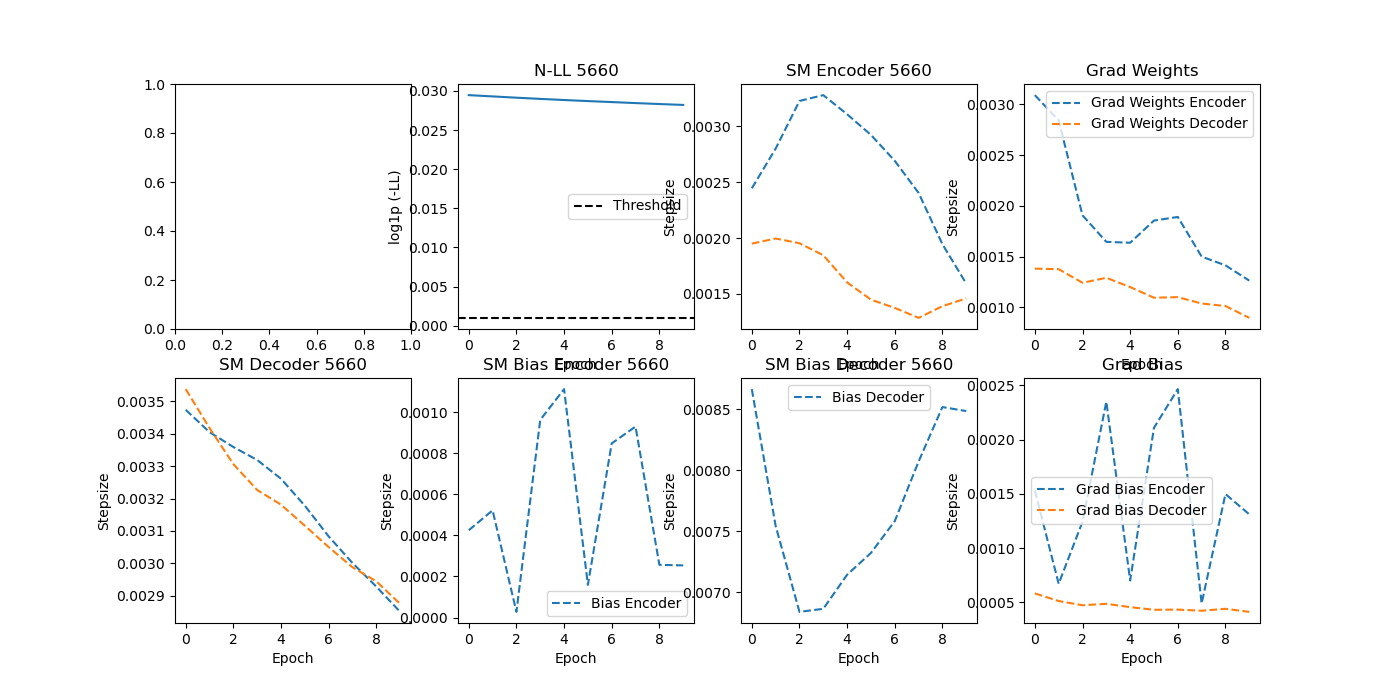 N-LL 5660
SM Encoder 5660
Grad Weights
1.0
0.8
0.6
0.4
0.2
0.0
0.0 0.2 0.4 0.6 0.8 1.0
log1p (-LL)
0.030
0.025
0.020
0.015
0.010
0.005
0.000
Threshold
0 2 4 6 8
Epoch
Stepsize
0.0030
0.0025
0.0020
0.0015
0 2 4 6 8
Epoch
Stepsize
0.0030
0.0025
0.0020
0.0015
0.0010
Grad Weights Encoder
Grad Weights Decoder
0 2 4 6 8
Epoch
SM Decoder 5660
SM Bias Encoder 5660
SM Bias Decoder 5660
Grad Bias
Stepsize
0.0035
0.0034
0.0033
0.0032
0.0031
0.0030
0.0029
0 2 4 6 8
Epoch
Stepsize
0.0010
0.0008
0.0006
0.0004
0.0002
0.0000
Bias Encoder
0 2 4 6 8
Epoch
Stepsize
0.0085
0.0080
0.0075
0.0070
Bias Decoder
0 2 4 6 8
Epoch
Stepsize
0.0025
0.0020
0.0015
0.0010
0.0005
Grad Bias Encoder
Grad Bias Decoder
0 2 4 6 8
Epoch